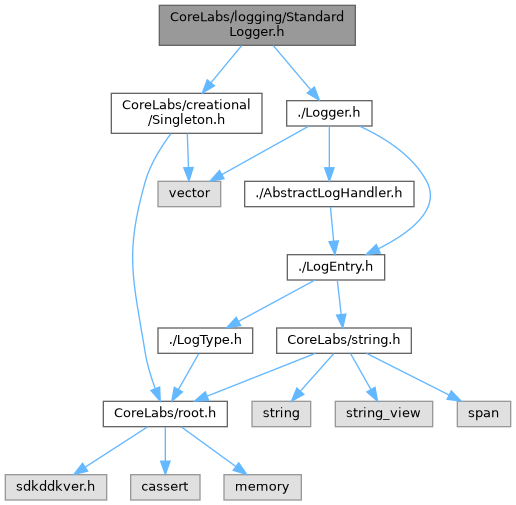 CoreLabs/logging/Standard
Logger.h
CoreLabs/creational
/Singleton.h
./Logger.h
vector
./AbstractLogHandler.h
./LogEntry.h
./LogType.h
CoreLabs/string.h
CoreLabs/root.h
string
string_view
span
sdkddkver.h
cassert
memory